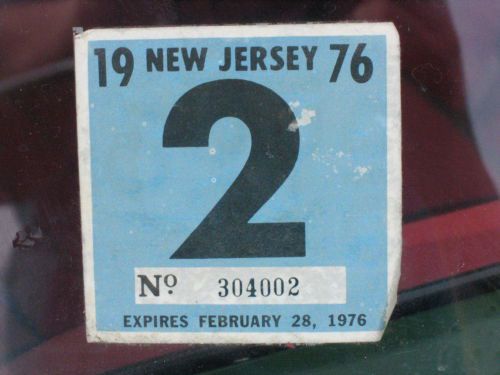 19 NEW JERSEY 76
2
Nº 304002
EXPIRES FEBRUARY 28, 1976